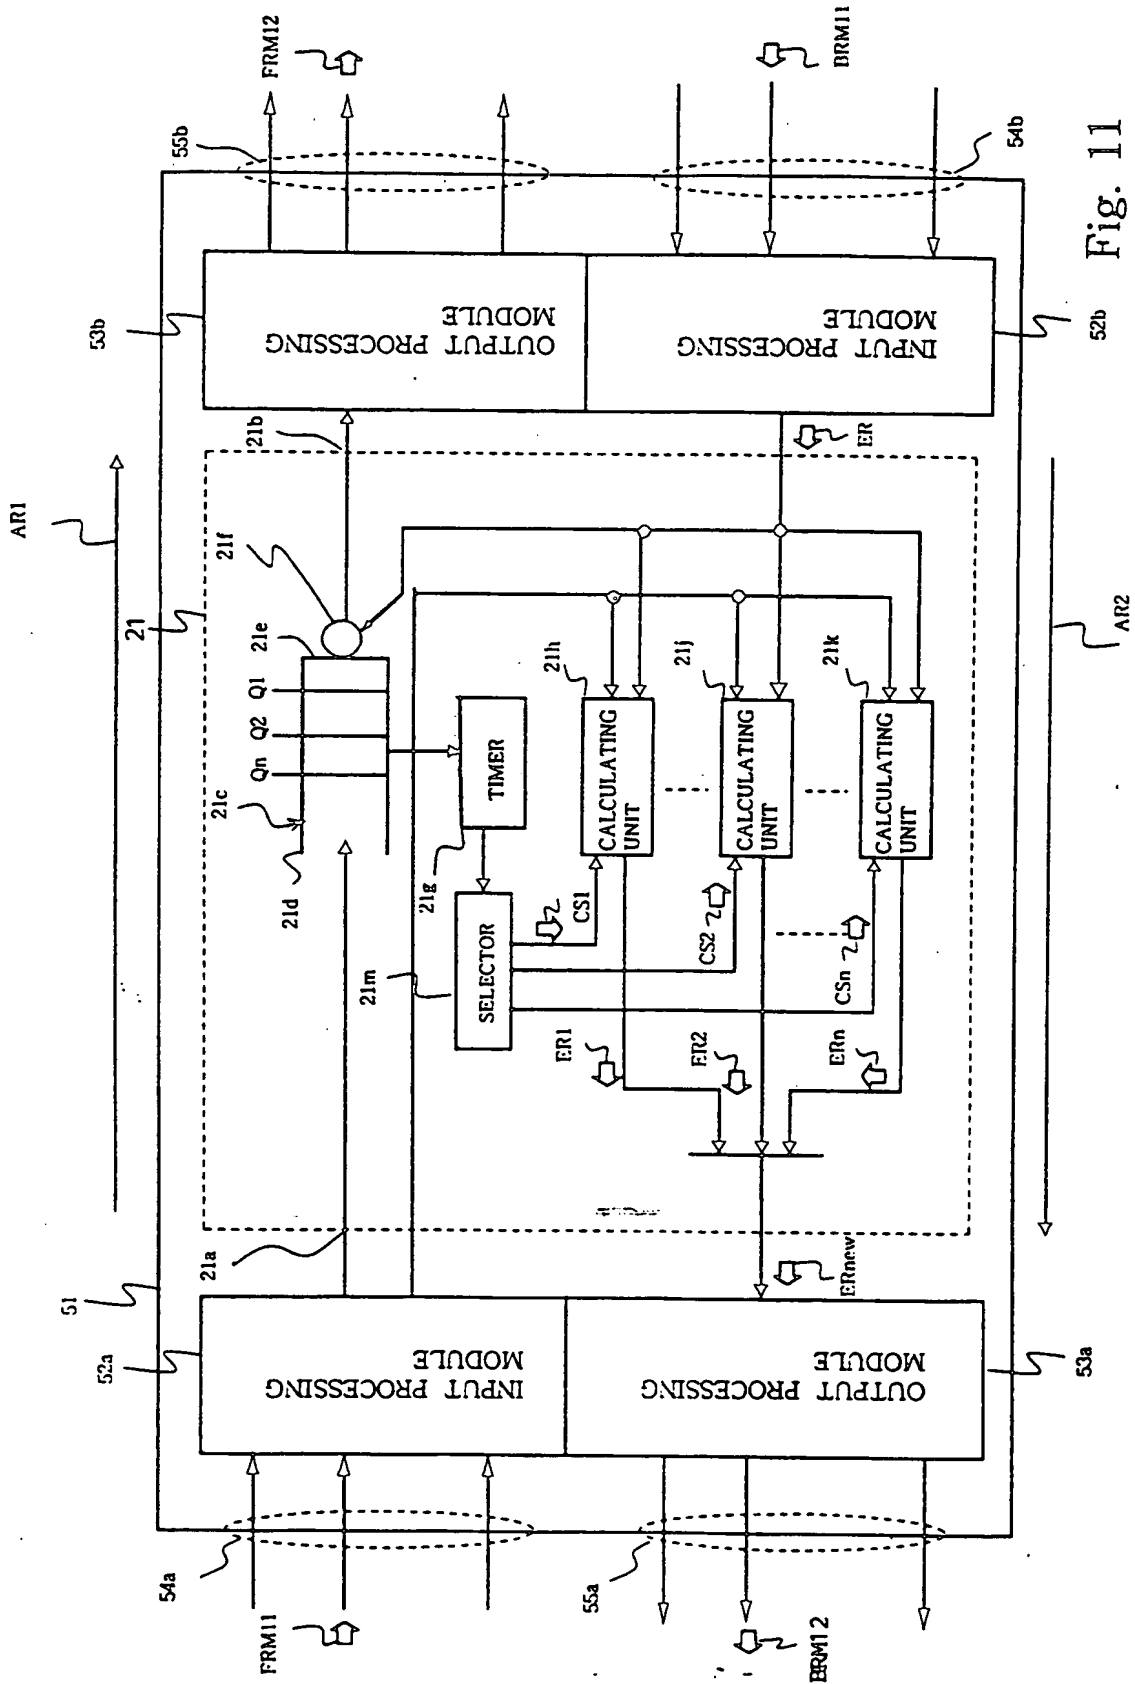 FRM12
BRM11
55b
54b
Fig. 11
53b
OUTPUT PROCESSING
MODULE
INPUT PROCESSING
MODULE
52b
AR1
21
21b
ER
21f
21e
Q1
Q2
Qn
21c
21d
TIMER
21g
21h
CALCULATING
UNIT
21j
CALCULATING
UNIT
21k
CALCULATING
UNIT
AR2
21m
SELECTOR
CS1
CS2
CSn
ER1
ER2
ERn
21a
ERnew
51
52a
INPUT PROCESSING
MODULE
OUTPUT PROCESSING
MODULE
53a
54a
55a
FRM11
BRM12